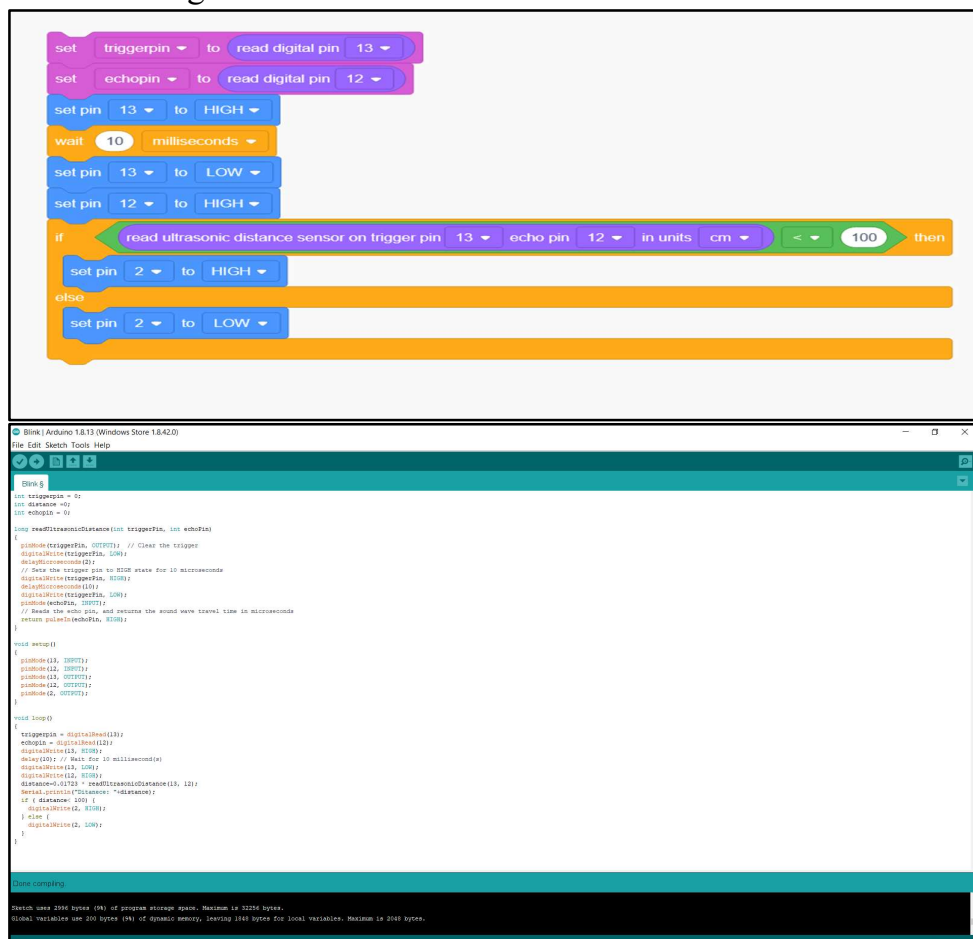 set triggerpin to read digital pin 13
set echopin to read digital pin 12
set pin 13 to HIGH
wait 10 milliseconds
set pin 13 to LOW
set pin 12 to HIGH
if read ultrasonic distance sensor on trigger pin 13 echo pin 12 in units cm < 100 then
set pin 2 to HIGH
else
set pin 2 to LOW
Blink | Arduino 1.8.13 (Windows Store 1.8.42.0)
File Edit Sketch Tools Help
Blink §
int triggerpin = 0;
int distance =0;
int echopin = 0;
long readUltrasonicDistance(int triggerPin, int echoPin)
{
pinMode(triggerPin, OUTPUT); // Clear the trigger
digitalWrite(triggerPin, LOW);
delayMicroseconds(2);
// Sets the trigger pin to HIGH state for 10 microseconds
digitalWrite(triggerPin, HIGH);
delayMicroseconds(10);
digitalWrite(triggerPin, LOW);
pinMode(echoPin, INPUT);
// Reads the echo pin, and returns the sound wave travel time in microseconds
return pulseIn(echoPin, HIGH);
}
void setup()
{
pinMode(13, INPUT);
pinMode(12, INPUT);
pinMode(13, OUTPUT);
pinMode(12, OUTPUT);
pinMode(2, OUTPUT);
}
void loop()
{
triggerpin = digitalRead(13);
echopin = digitalRead(12);
digitalWrite(13, HIGH);
delay(10); // Wait for 10 millisecond(s)
digitalWrite(13, LOW);
digitalWrite(12, HIGH);
distance=0.01723 * readUltrasonicDistance(13, 12);
Serial.println("Ditansce: "+distance);
if ( distance< 100) {
digitalWrite(2, HIGH);
} else {
digitalWrite(2, LOW);
}
}
Done compiling.
Sketch uses 2996 bytes (9%) of program storage space. Maximum is 32256 bytes.
Global variables use 200 bytes (9%) of dynamic memory, leaving 1848 bytes for local variables. Maximum is 2048 bytes.